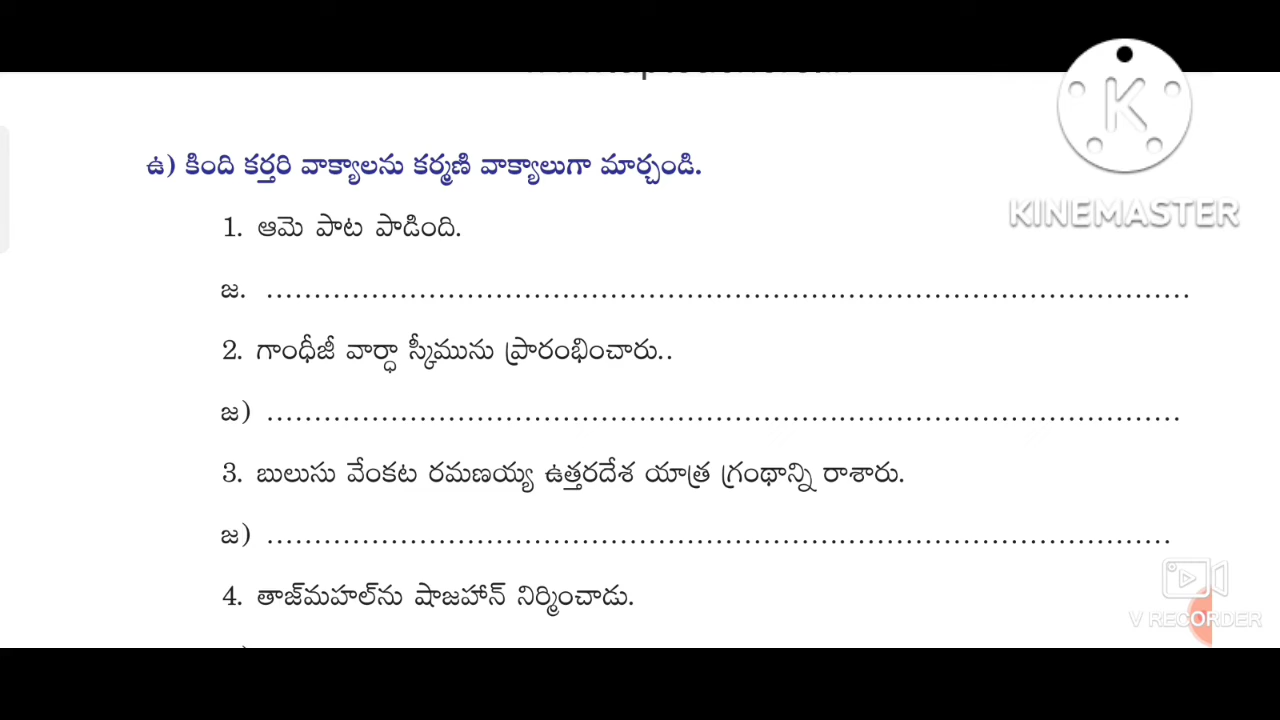 ఉ) కింది కర్తరి వాక్యాలను కర్మణి వాక్యాలుగా మార్చండి.
1. ఆమె పాట పాడింది.
జ. ................................................................................................
2. గాంధీజీ వార్ధా స్కీమును ప్రారంభించారు..
జ) ................................................................................................
3. బులుసు వేంకట రమణయ్య ఉత్తరదేశ యాత్ర గ్రంథాన్ని రాశారు.
జ) ................................................................................................
4. తాజ్‌మహల్‌ను షాజహాన్ నిర్మించాడు.
K
KINEMASTER
V RECORDER